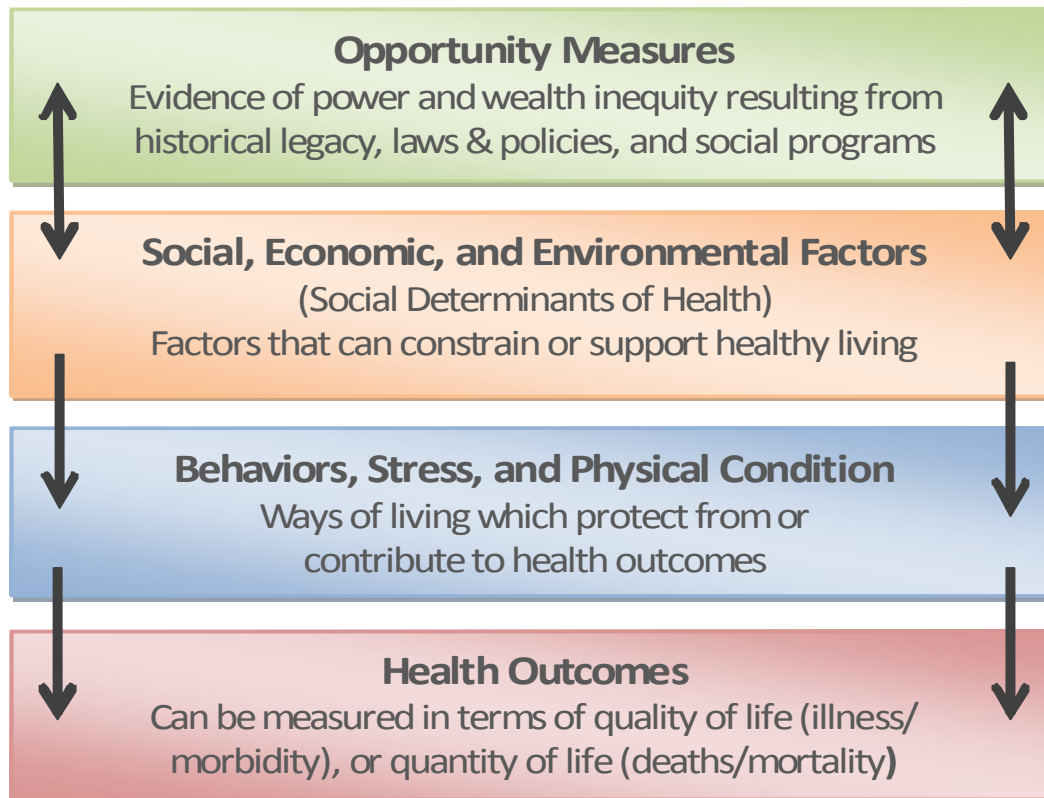 Opportunity Measures
Evidence of power and wealth inequity resulting from
historical legacy, laws & policies, and social programs
Social, Economic, and Environmental Factors
(Social Determinants of Health)
Factors that can constrain or support healthy living
Behaviors, Stress, and Physical Condition
Ways of living which protect from or
contribute to health outcomes
Health Outcomes
Can be measured in terms of quality of life (illness/
morbidity), or quantity of life (deaths/mortality)